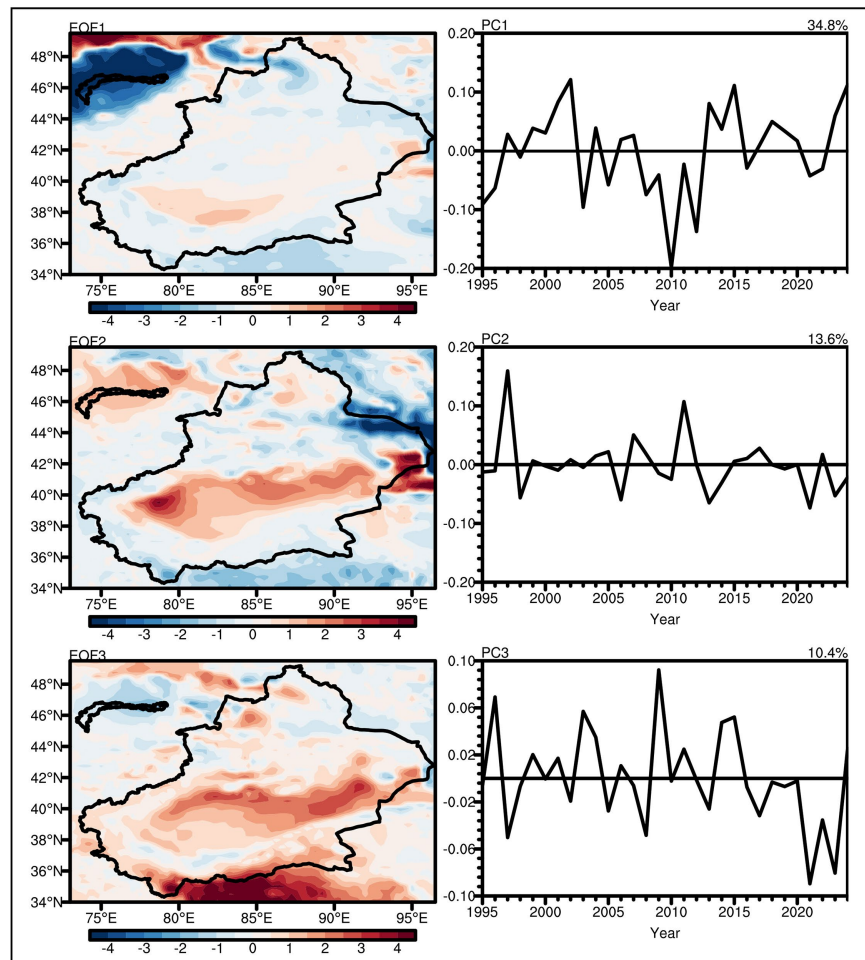 EOF1
48°N
46°N
44°N
42°N
40°N
38°N
36°N
34°N
75°E 80°E 85°E 90°E 95°E
-4 -3 -2 -1 0 1 2 3 4
PC1 34.8%
0.20
0.10
0.00
-0.10
-0.20
1995 2000 2005 2010 2015 2020
Year
EOF2
48°N
46°N
44°N
42°N
40°N
38°N
36°N
34°N
75°E 80°E 85°E 90°E 95°E
-4 -3 -2 -1 0 1 2 3 4
PC2 13.6%
0.20
0.10
0.00
-0.10
-0.20
1995 2000 2005 2010 2015 2020
Year
EOF3
48°N
46°N
44°N
42°N
40°N
38°N
36°N
34°N
75°E 80°E 85°E 90°E 95°E
-4 -3 -2 -1 0 1 2 3 4
PC3 10.4%
0.10
0.06
0.02
-0.02
-0.06
-0.10
1995 2000 2005 2010 2015 2020
Year